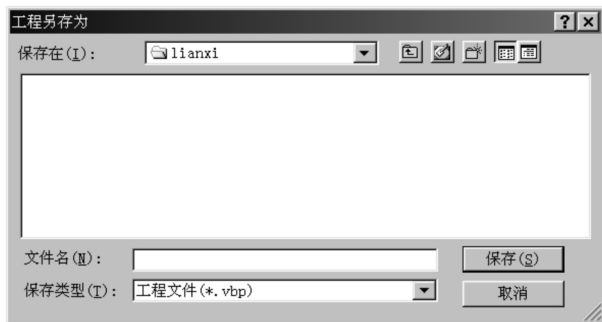 工程另存为
保存在(I): lianxi
文件名(N): 保存(S)
保存类型(T): 工程文件(*.vbp) 取消